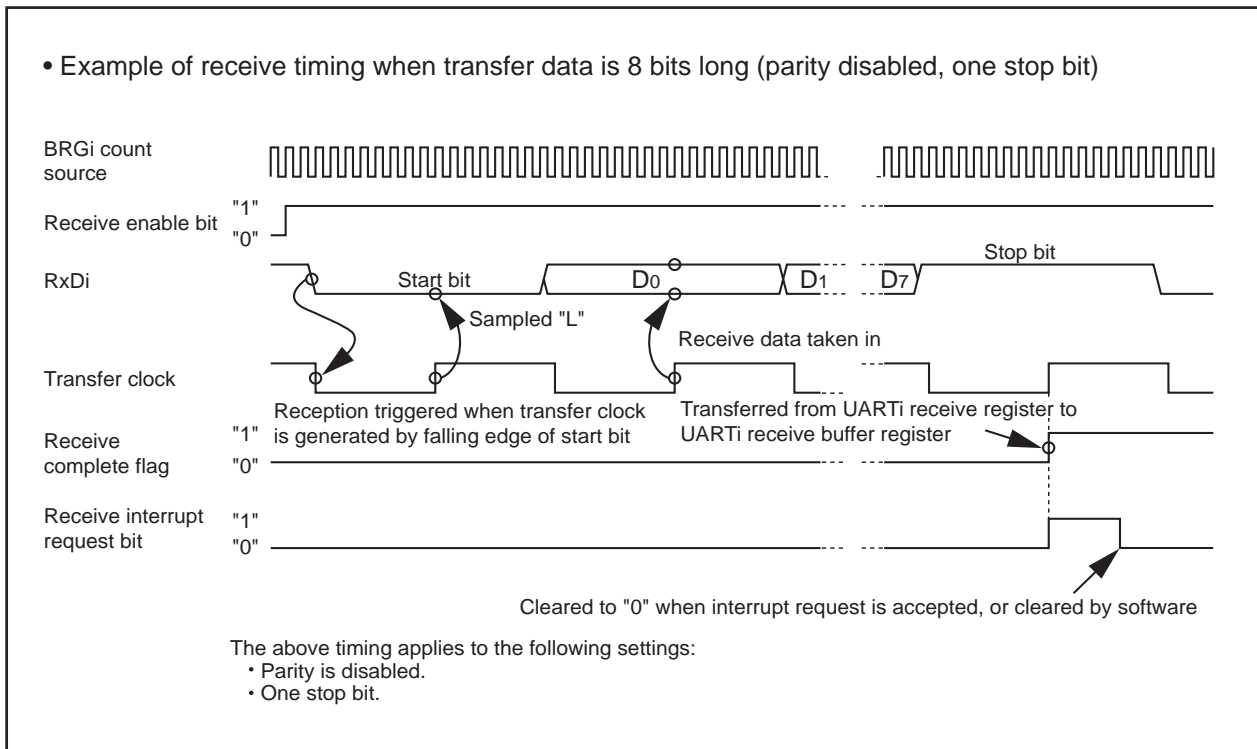 • Example of receive timing when transfer data is 8 bits long (parity disabled, one stop bit)
BRGi count
source
Receive enable bit
"1"
"0"
RxDi
Start bit
D0
D1
D7
Stop bit
Sampled "L"
Receive data taken in
Transfer clock
Reception triggered when transfer clock
is generated by falling edge of start bit
Transferred from UARTi receive register to
UARTi receive buffer register
Receive
complete flag
"1"
"0"
Receive interrupt
request bit
"1"
"0"
Cleared to "0" when interrupt request is accepted, or cleared by software
The above timing applies to the following settings:
• Parity is disabled.
• One stop bit.